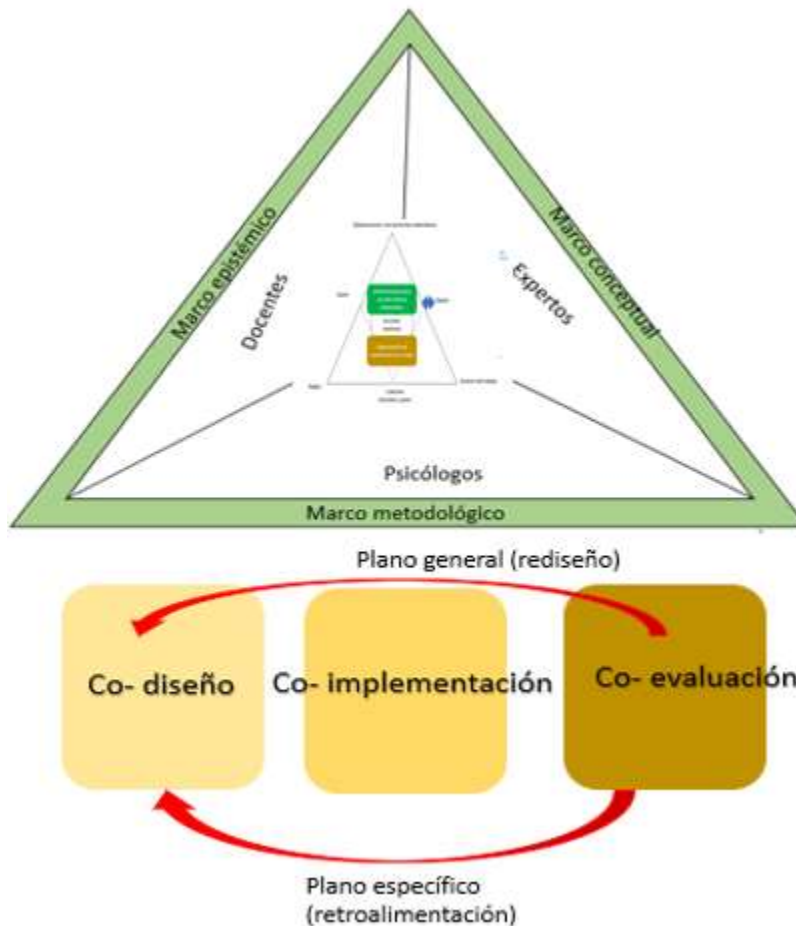 Marco epistémico
Marco conceptual
Docentes
Expertos
Psicólogos
Marco metodológico
Plano general (rediseño)
Co- diseño
Co- implementación
Co- evaluación
Plano específico
(retroalimentación)